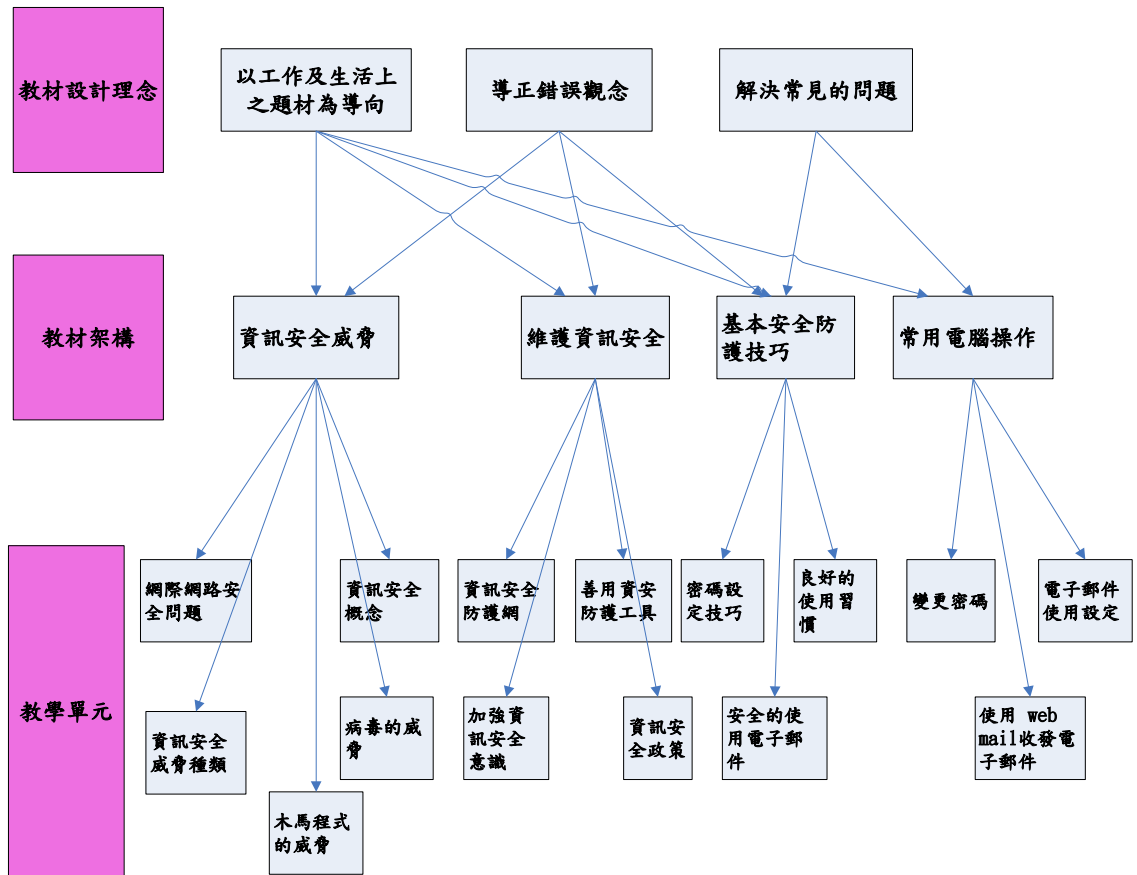 教材設計理念
以工作及生活上
之題材為導向
導正錯誤觀念
解決常見的問題
教材架構
資訊安全威脅
維護資訊安全
基本安全防
護技巧
常用電腦操作
教學單元
網際網路安
全問題
資訊安全
概念
資訊安全
防護網
善用資安
防護工具
密碼設
定技巧
良好的
使用習
慣
變更密碼
電子郵件
使用設定
資訊安全
威脅種類
病毒的威
脅
加強資
訊安全
意識
資訊安
全政策
安全的使
用電子郵
件
使用 web
mail收發電
子郵件
木馬程式
的威脅